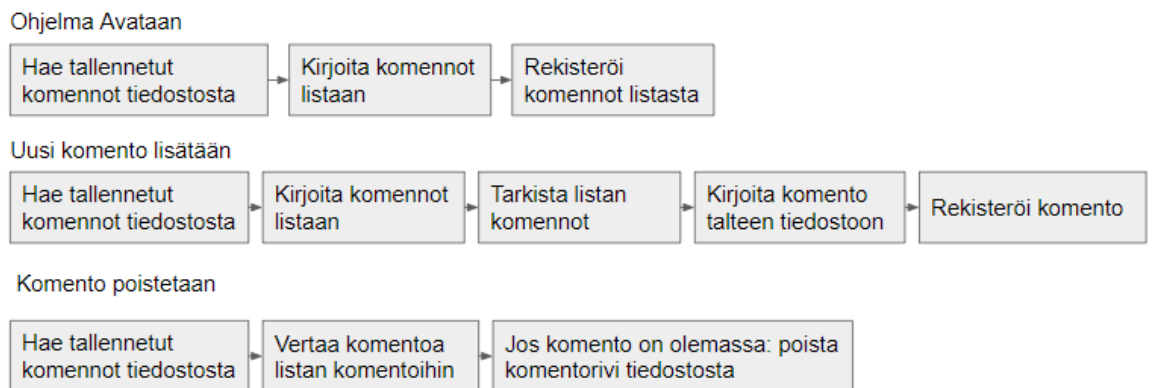 Ohjelma Avataan
Hae tallennetut
komennot tiedostosta
Kirjoita komennot
listaan
Rekisteröi
komennot listasta
Uusi komento lisätään
Hae tallennetut
komennot tiedostosta
Kirjoita komennot
listaan
Tarkista listan
komennot
Kirjoita komento
talteen tiedostoon
Rekisteröi komento
Komento poistetaan
Hae tallennetut
komennot tiedostosta
Vertaa komentoa
listan komentoihin
Jos komento on olemassa: poista
komentorivi tiedostosta